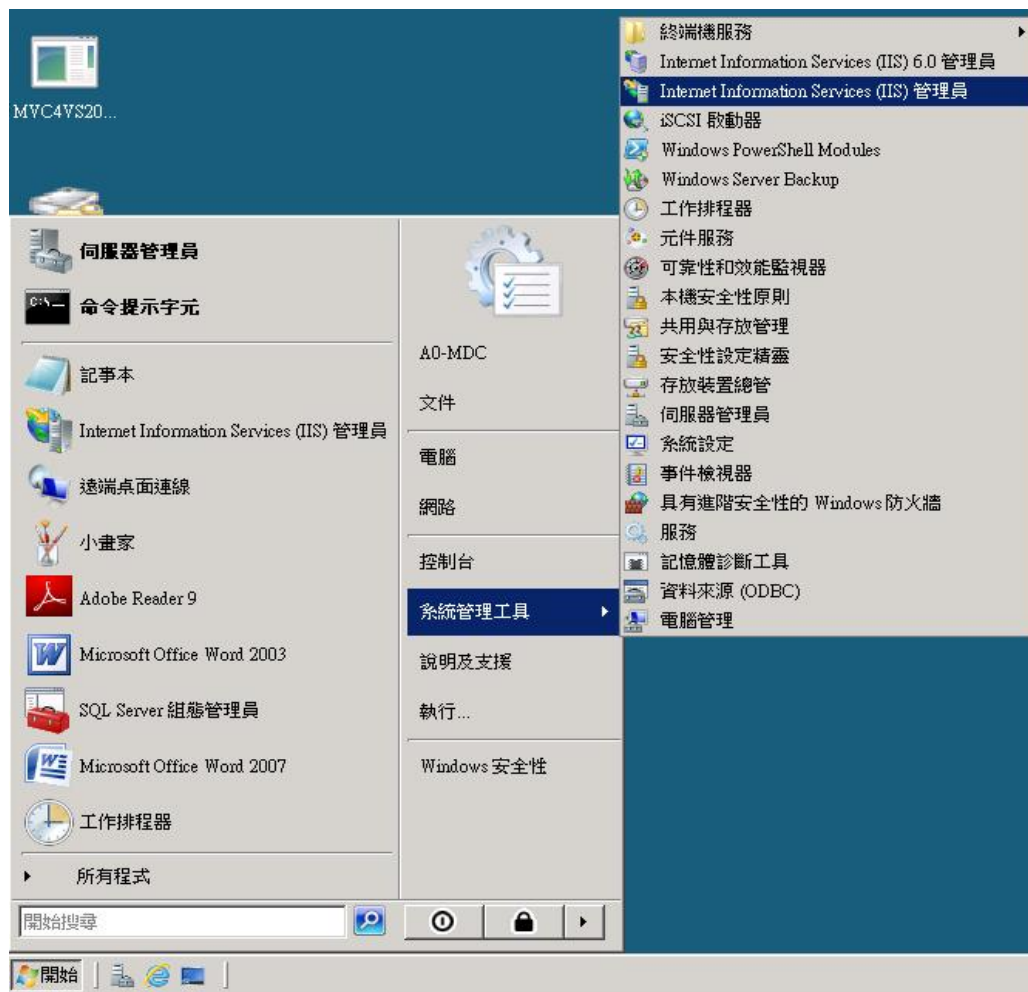 MVC4VS20...
伺服器管理員
命令提示字元
記事本
Internet Information Services (IIS) 管理員
遠端桌面連線
小畫家
Adobe Reader 9
Microsoft Office Word 2003
SQL Server 組態管理員
Microsoft Office Word 2007
工作排程器
所有程式
開始搜尋
A0-MDC
文件
電腦
網路
控制台
系統管理工具
說明及支援
執行...
Windows 安全性
終端機服務
Internet Information Services (IIS) 6.0 管理員
Internet Information Services (IIS) 管理員
iSCSI 啟動器
Windows PowerShell Modules
Windows Server Backup
工作排程器
元件服務
可靠性和效能監視器
本機安全性原則
共用與存放管理
安全性設定精靈
存放裝置總管
伺服器管理員
系統設定
事件檢視器
具有進階安全性的 Windows 防火牆
服務
記憶體診斷工具
資料來源 (ODBC)
電腦管理
開始